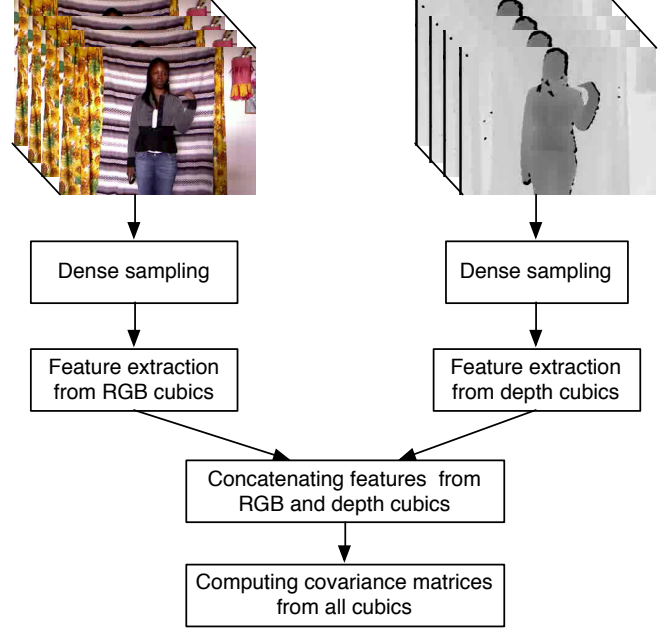 Dense sampling
Dense sampling
Feature extraction
from RGB cubics
Feature extraction
from depth cubics
Concatenating features from
RGB and depth cubics
Computing covariance matrices
from all cubics